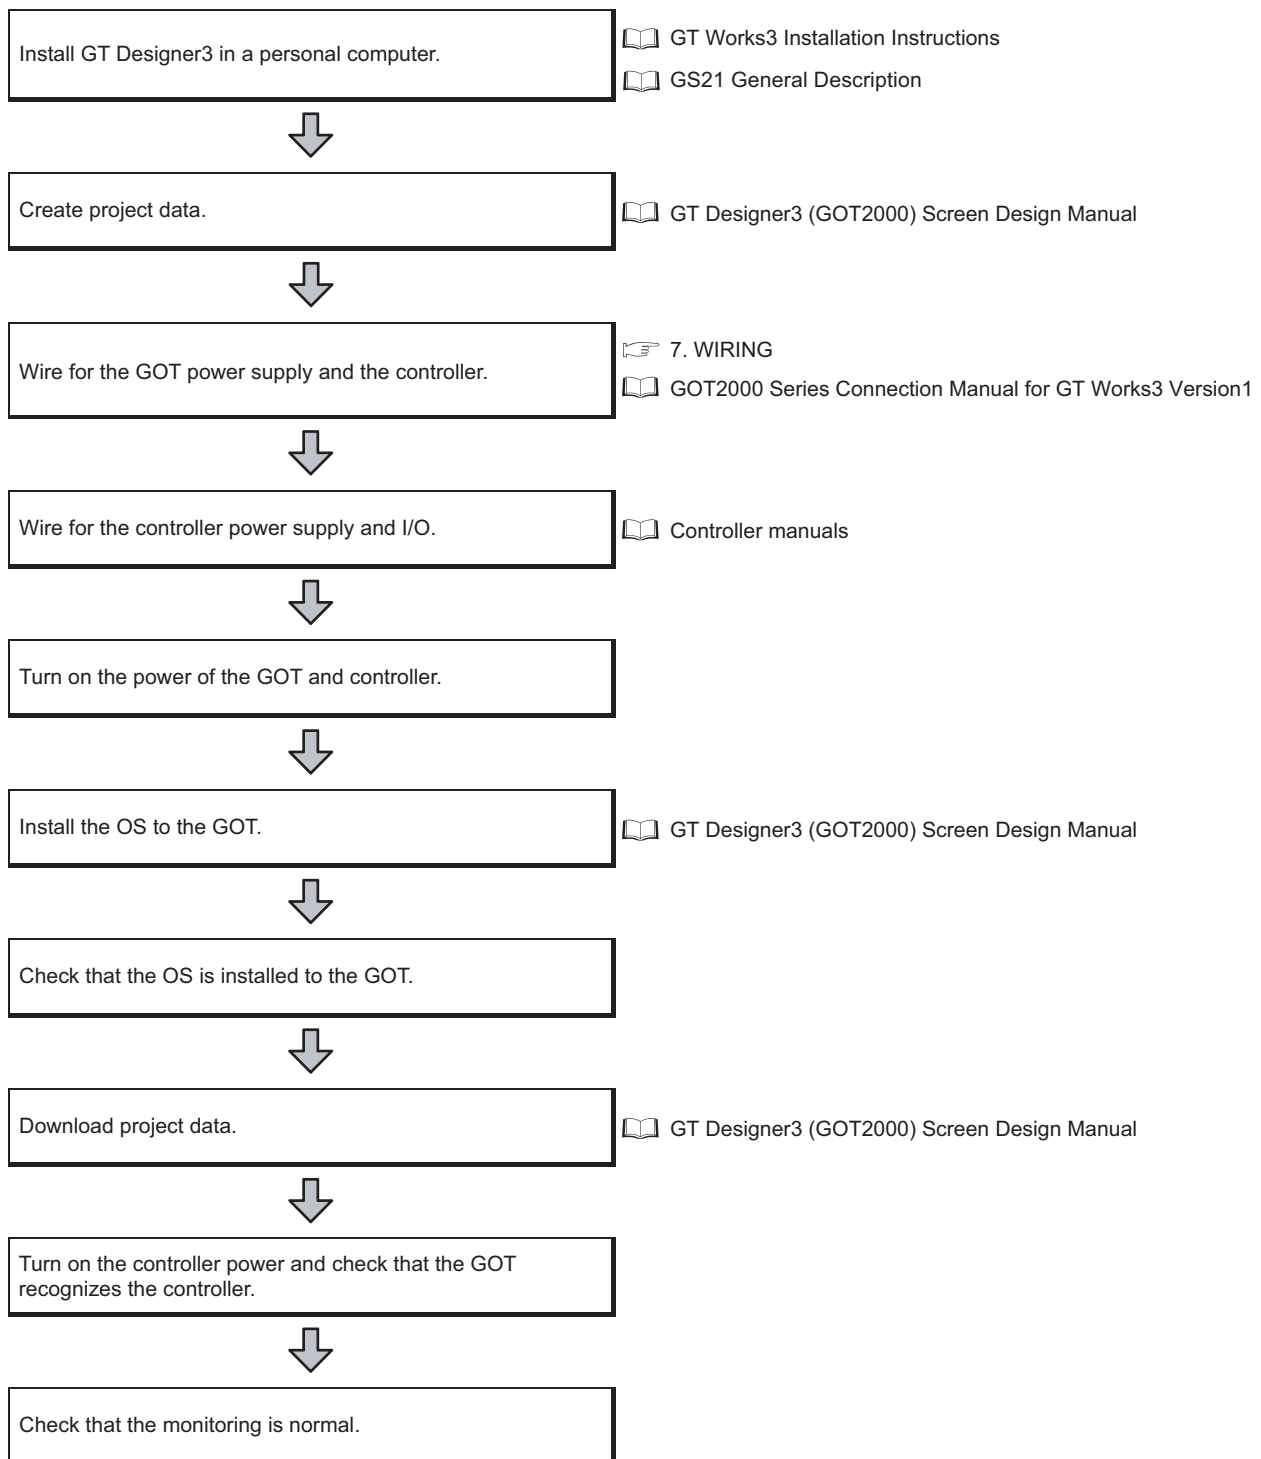 Install GT Designer3 in a personal computer.
GT Works3 Installation Instructions
GS21 General Description
Create project data.
GT Designer3 (GOT2000) Screen Design Manual
Wire for the GOT power supply and the controller.
7. WIRING
GOT2000 Series Connection Manual for GT Works3 Version1
Wire for the controller power supply and I/O.
Controller manuals
Turn on the power of the GOT and controller.
Install the OS to the GOT.
GT Designer3 (GOT2000) Screen Design Manual
Check that the OS is installed to the GOT.
Download project data.
GT Designer3 (GOT2000) Screen Design Manual
Turn on the controller power and check that the GOT
recognizes the controller.
Check that the monitoring is normal.